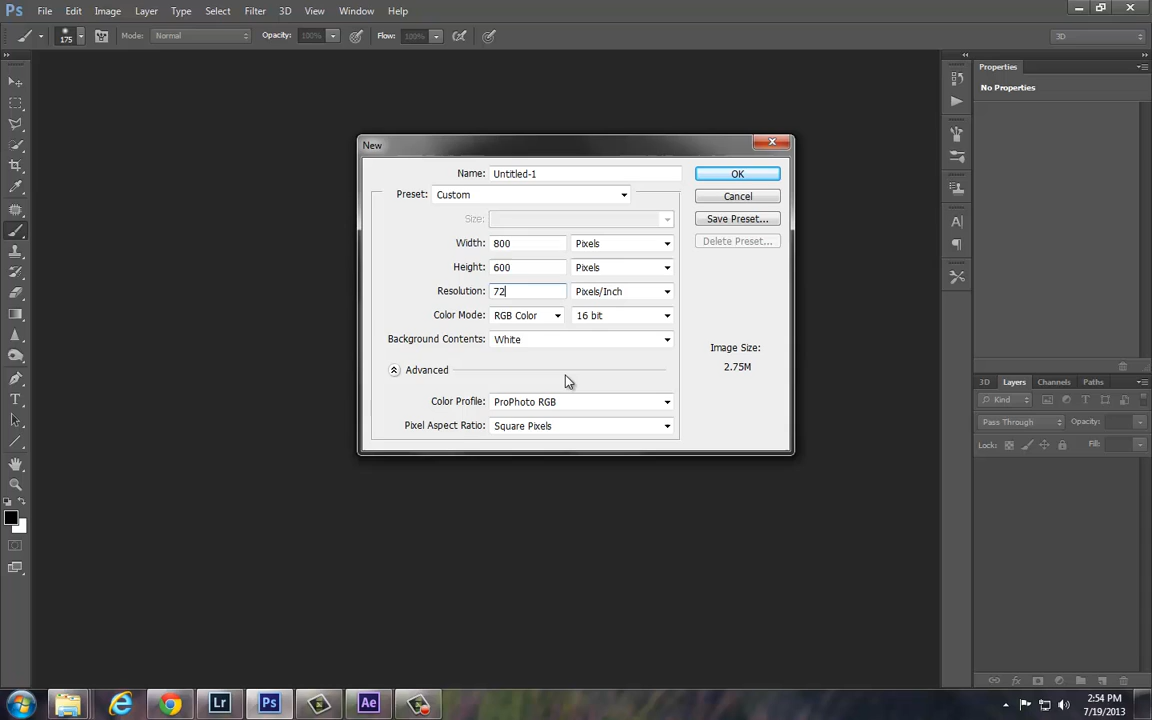 Ps File Edit Image Layer Type Select Filter 3D View Window Help
175 Mode: Normal Opacity: 100% Flow: 100% 3D
Properties
No Properties
New
Name: Untitled-1 OK
Preset: Custom Cancel
Size: Save Preset...
Width: 800 Pixels Delete Preset...
Height: 600 Pixels
Resolution: 72 Pixels/Inch
Color Mode: RGB Color 16 bit
Background Contents: White
Image Size:
2.75M
Advanced
Color Profile: ProPhoto RGB
Pixel Aspect Ratio: Square Pixels
3D Layers Channels Paths
Kind
Pass Through Opacity:
Lock: Fill:
Lr Ps Ae
2:54 PM
7/19/2013